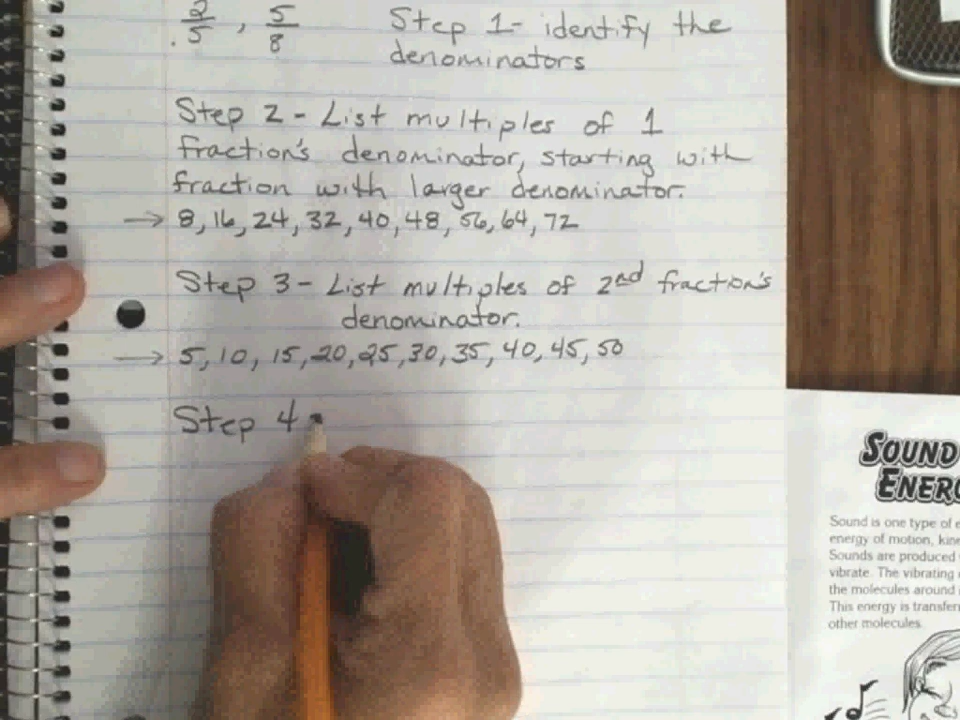 2/5 , 5/8 Step 1- identify the
denominators
Step 2 - List multiples of 1
fraction's denominator, starting with
fraction with larger denominator.
→ 8, 16, 24, 32, 40, 48, 56, 64, 72
Step 3 - List multiples of 2nd fraction's
denominator.
→ 5, 10, 15, 20, 25, 30, 35, 40, 45, 50
Step 4
SOUND
ENERG
Sound is one type of e
energy of motion, kine
Sounds are produced
vibrate. The vibrating
the molecules around
This energy is transfer
other molecules.